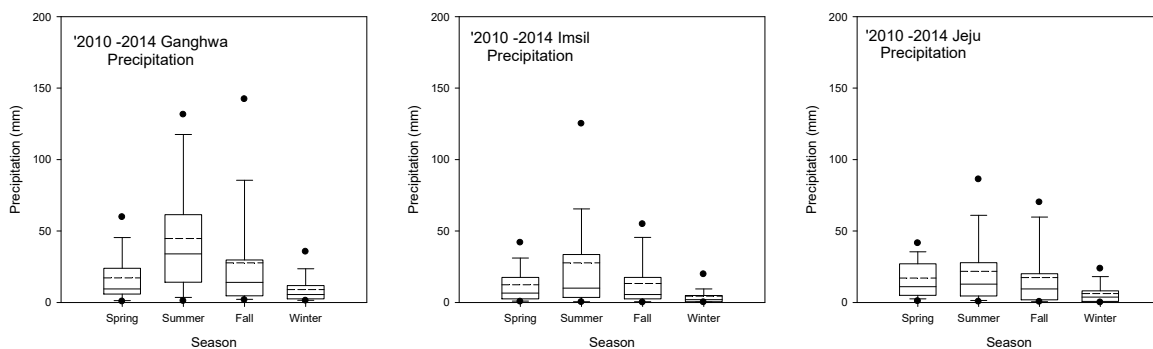 '2010 -2014 Ganghwa
Precipitation
Precipitation (mm)
200
150
100
50
0
Spring Summer Fall Winter
Season
'2010 -2014 Imsil
Precipitation
Precipitation (mm)
200
150
100
50
0
Spring Summer Fall Winter
Season
'2010 -2014 Jeju
Precipitation
Precipitation (mm)
200
150
100
50
0
Spring Summer Fall Winter
Season